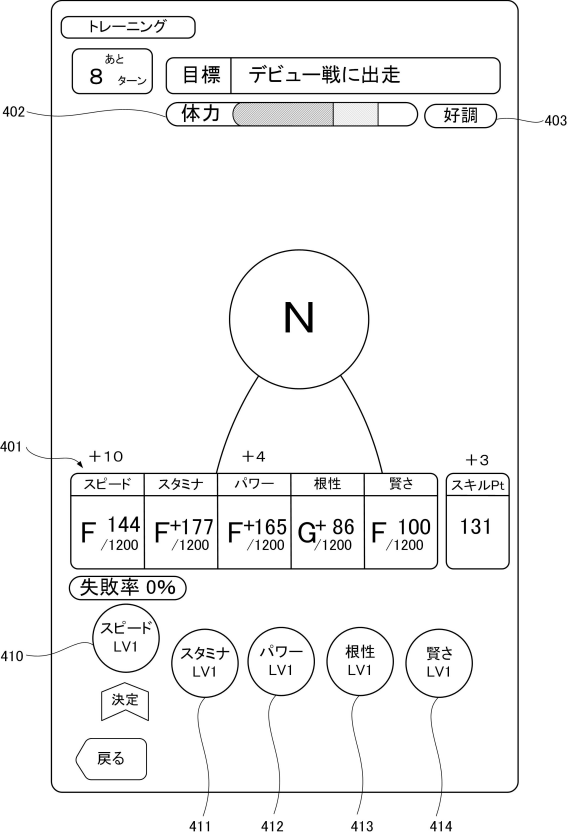 トレーニング
あと
8 ターン
目標 デビュー戦に出走
402
体力
好調
403
N
401
+10
+4
+3
スピード スタミナ パワー 根性 賢さ スキルPt
F 144 F+177 F+165 G+ 86 F 100 131
/1200 /1200 /1200 /1200 /1200
失敗率 0%
410
スピード
LV1
スタミナ
LV1
パワー
LV1
根性
LV1
賢さ
LV1
決定
戻る
411 412 413 414